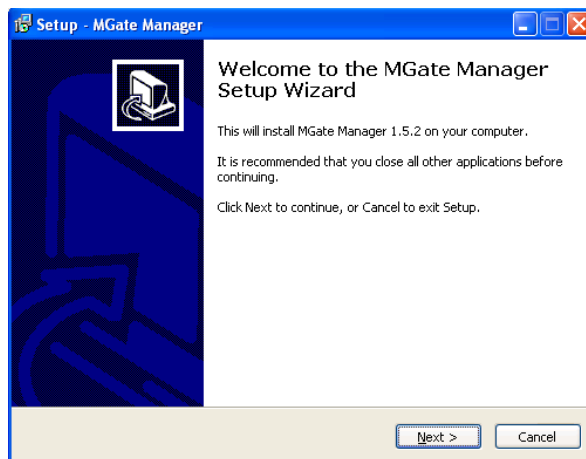 Setup - MGate Manager
Welcome to the MGate Manager
Setup Wizard
This will install MGate Manager 1.5.2 on your computer.
It is recommended that you close all other applications before
continuing.
Click Next to continue, or Cancel to exit Setup.
Next >
Cancel